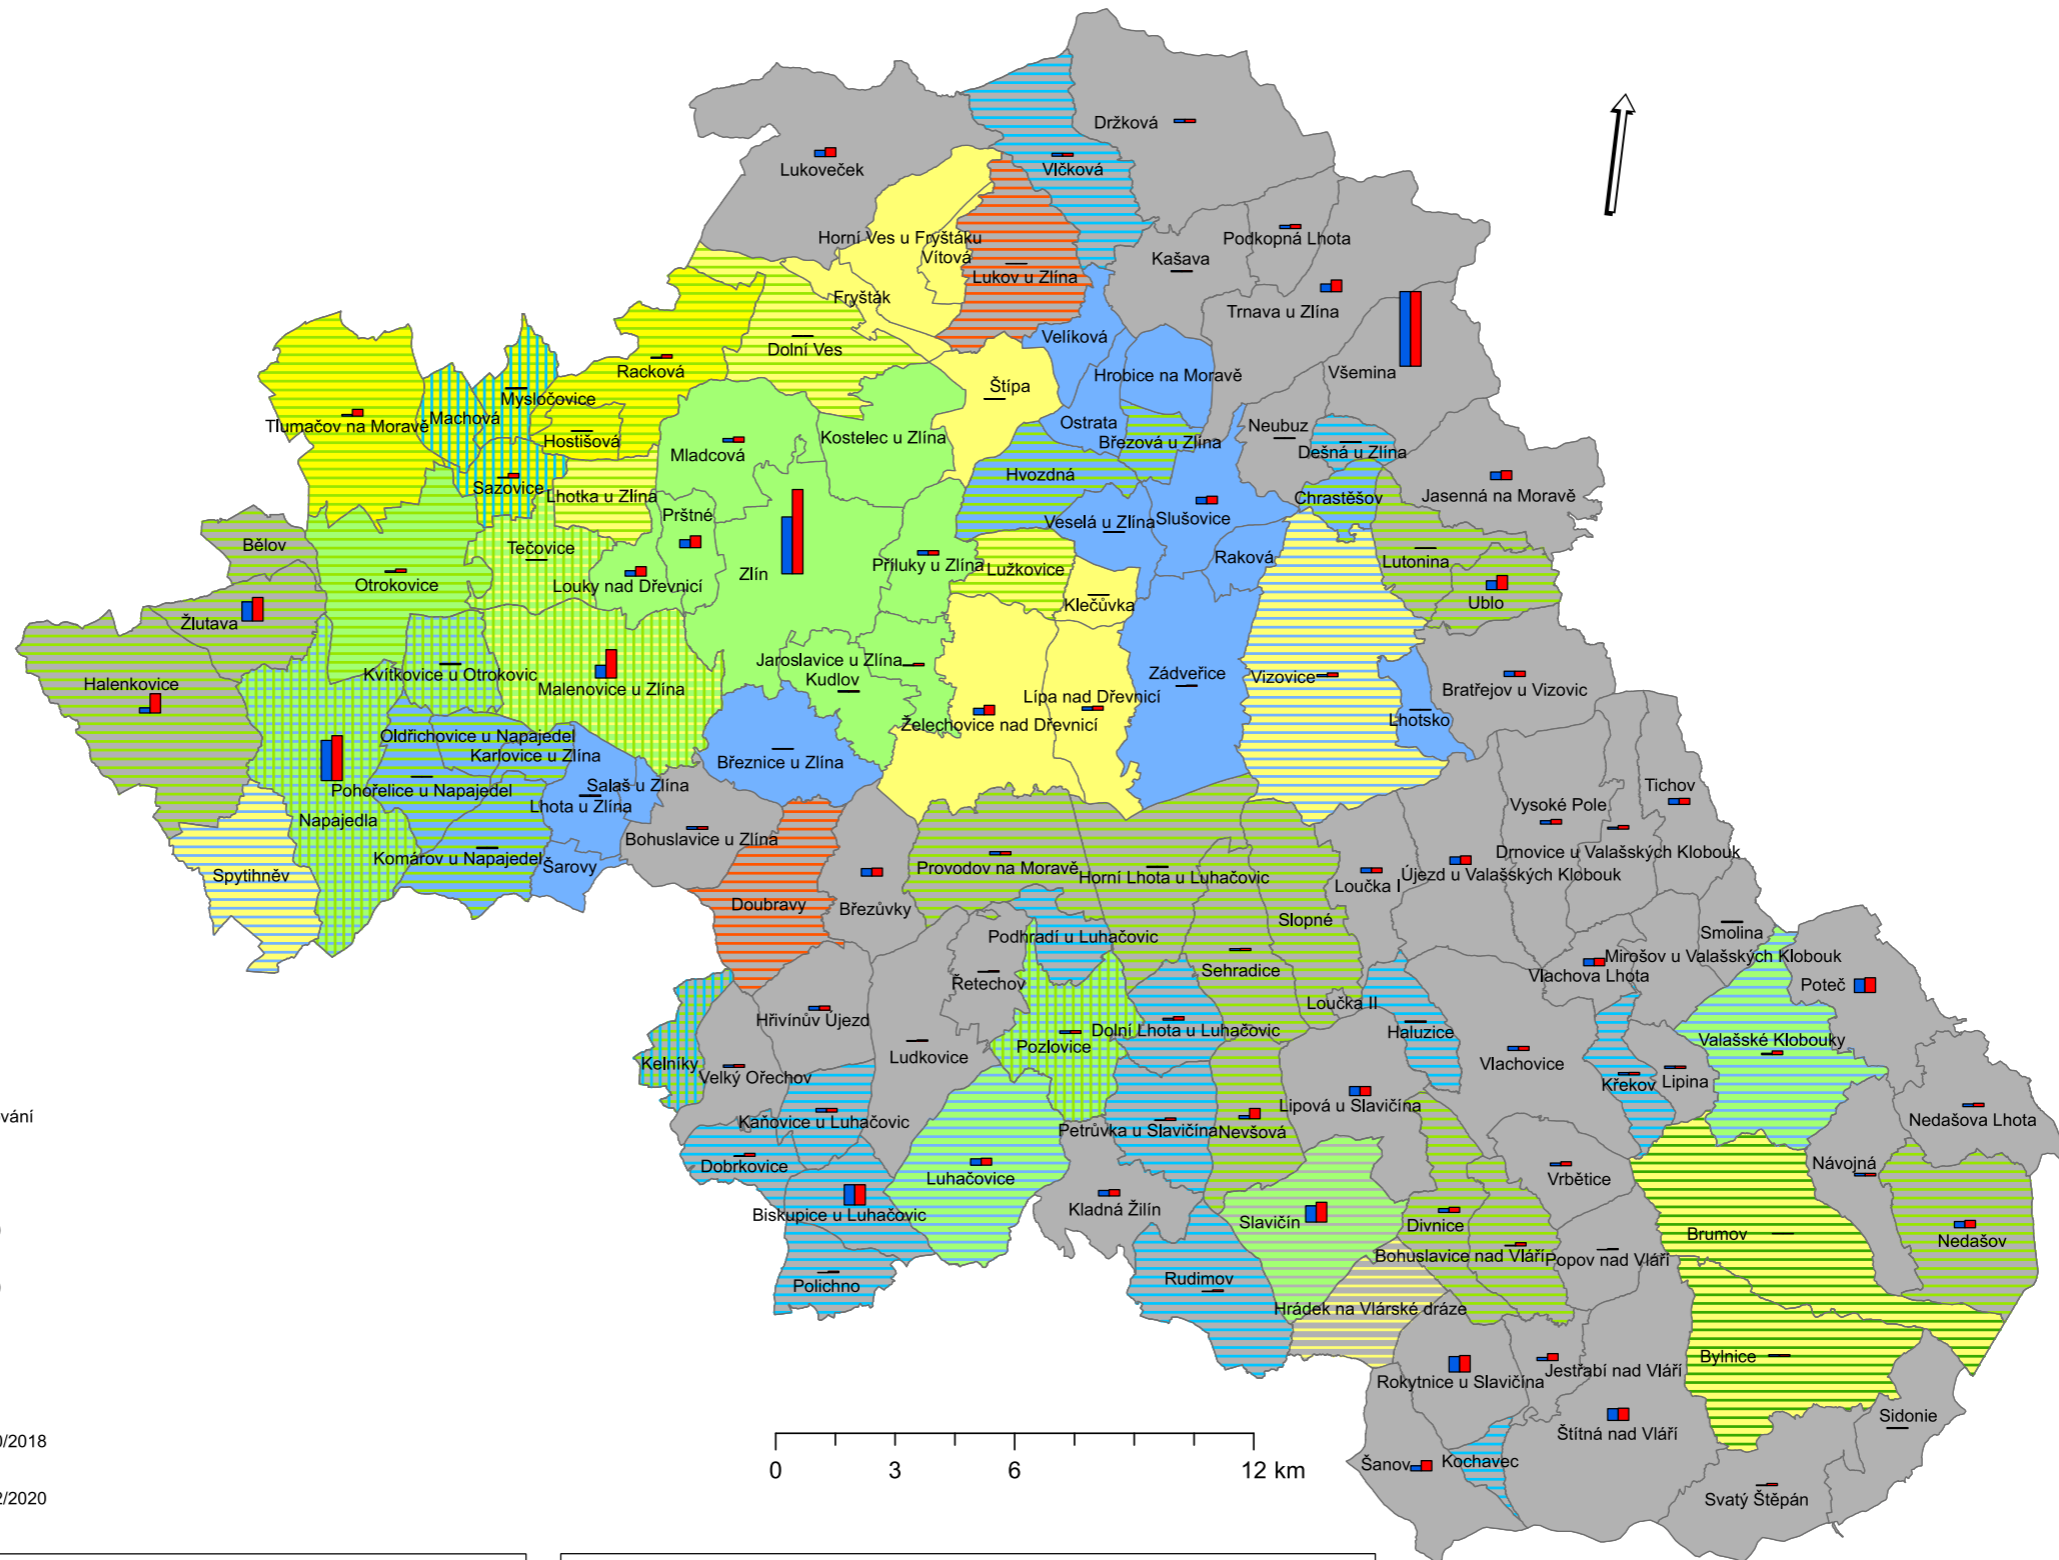 Držková
Lukoveček
Vlčková
Podkopná Lhota
Horní Ves u Fryštáku
Vítová
Kašava
Lukov u Zlína
Fryšták
Trnava u Zlína
Velíková
Dolní Ves
Racková
Všemina
Štípa
Hrobice na Moravě
Mysločovice
Machová
Tlumačov na Moravě
Hostišová
Kostelec u Zlína
Ostrata
Březová u Zlína
Neubuz
Dešná u Zlína
Mladcová
Hvozdná
Sazovice
Lhotka u Zlína
Chrastěšov
Jasenná na Moravě
Prštné
Veselá u Zlína
Slušovice
Bělov
Tečovice
Raková
Příluky u Zlína
Lužkovice
Lutonina
Zlín
Otrokovice
Louky nad Dřevnicí
Klečůvka
Ublo
Žlutava
Jaroslavice u Zlína
Kudlov
Kvítkovice u Otrokovic
Malenovice u Zlína
Halenkovice
Zádveřice
Vizovice
Bratřejov u Vizovic
Lípa nad Dřevnicí
Želechovice nad Dřevnicí
Lhotsko
Oldřichovice u Napajedel
Karlovice u Zlína
Březnice u Zlína
Salaš u Zlína
Pohořelice u Napajedel
Lhota u Zlína
Tichov
Vysoké Pole
Napajedla
Bohuslavice u Zlína
Drnovice u Valašských Klobouk
Komárov u Napajedel
Šarovy
Provodov na Moravě
Horní Lhota u Luhačovic
Loučka I
Újezd u Valašských Klobouk
Spytihněv
Doubravy
Březůvky
Slopné
Smolina
Podhradí u Luhačovic
Mirošov u Valašských Klobouk
Sehradice
Vlachova Lhota
Řetechov
Poteč
Loučka II
Hřivínův Újezd
Dolní Lhota u Luhačovic
Haluzice
Pozlovice
Ludkovice
Valašské Klobouky
Kelníky
Velký Ořechov
Vlachovice
Křekov
Lipina
Lipová u Slavičína
Nedašova Lhota
vání
Kaňovice u Luhačovic
Petrůvka u Slavičína
Nevšová
Dobrkovice
Luhačovice
Návojná
Vrbětice
Kladná Žilín
Biskupice u Luhačovic
Slavičín
Divnice
Brumov
Nedašov
Bohuslavice nad Vláří
Popov nad Vláří
Polichno
Rudimov
Hrádek na Vlárské dráze
Bylnice
Jestřabí nad Vláří
Rokytnice u Slavičína
Sidonie
Štítná nad Vláří
0/2018
Šanov
Kochavec
0 3 6 12 km
2/2020
Svatý Štěpán